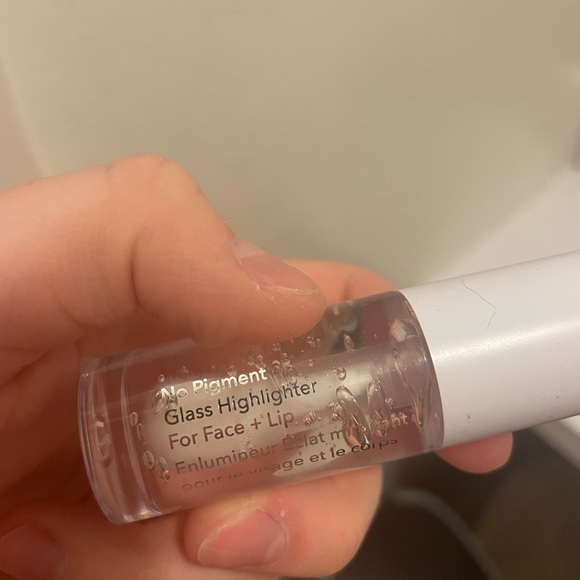 No Pigment
Glass Highlighter
For Face + Lip
Enlumineur Éclat
pour le visage et le corps